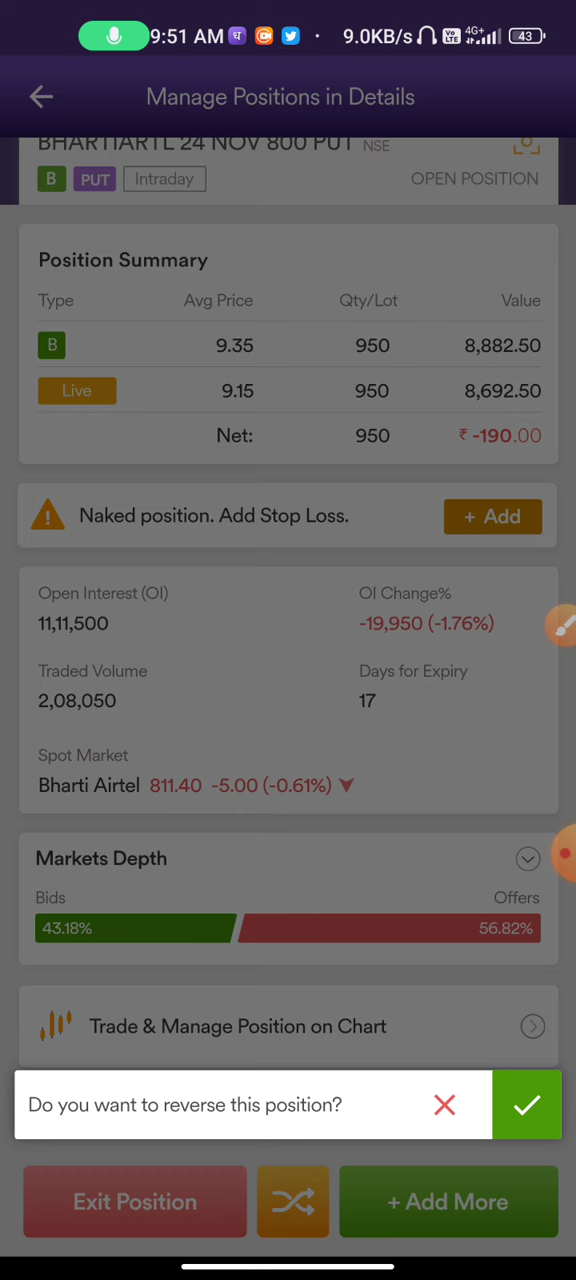 9:51 AM घ 9.0KB/s Vo LTE 4G+ 43
Manage Positions in Details
BHARTIARTL 24 NOV 800 PUT NSE
B PUT Intraday OPEN POSITION
Position Summary
Type Avg Price Qty/Lot Value
B 9.35 950 8,882.50
Live 9.15 950 8,692.50
Net: 950 ₹ -190.00
Naked position. Add Stop Loss. + Add
Open Interest (OI) OI Change%
11,11,500 -19,950 (-1.76%)
Traded Volume Days for Expiry
2,08,050 17
Spot Market
Bharti Airtel 811.40 -5.00 (-0.61%)
Markets Depth
Bids Offers
43.18% 56.82%
Trade & Manage Position on Chart
Do you want to reverse this position?
Exit Position + Add More